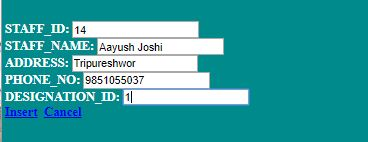 STAFF_ID: 14
STAFF_NAME: Aayush Joshi
ADDRESS: Tripureshwor
PHONE_NO: 9851055037
DESIGNATION_ID: 1
Insert Cancel